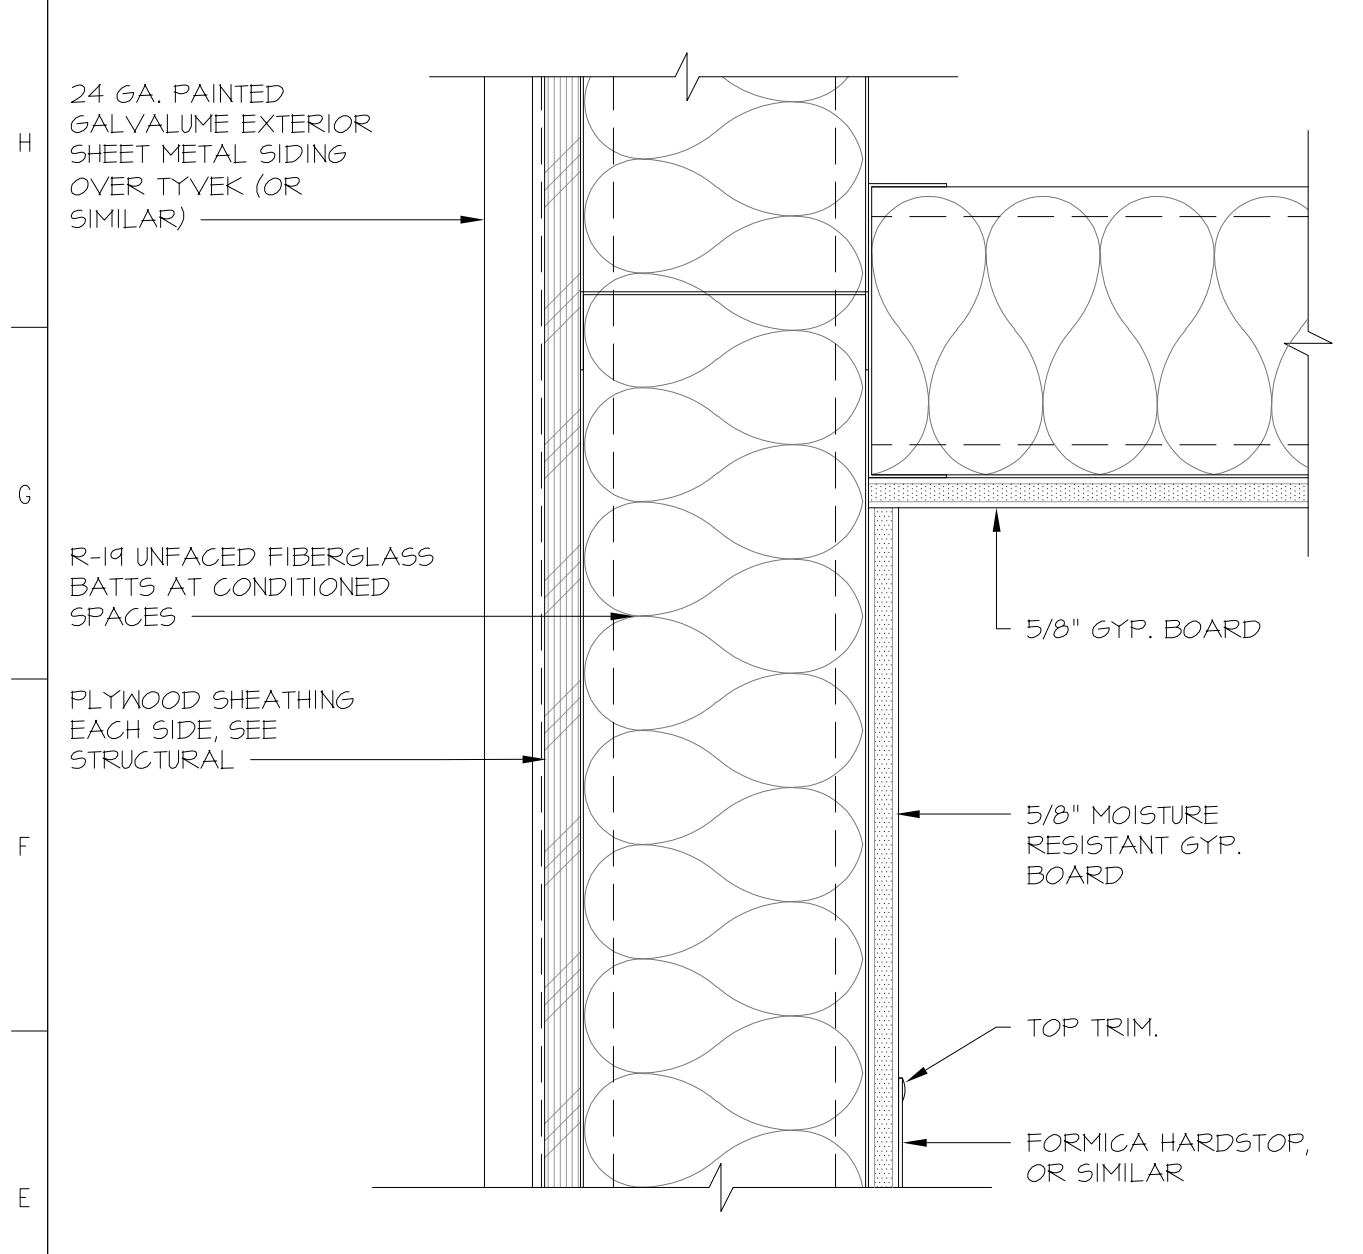 24 GA. PAINTED
GALVALUME EXTERIOR
SHEET METAL SIDING
OVER TYVEK (OR
SIMILAR)
H
G
R-19 UNFACED FIBERGLASS
BATTS AT CONDITIONED
SPACES
5/8" GYP. BOARD
PLYWOOD SHEATHING
EACH SIDE, SEE
STRUCTURAL
F
5/8" MOISTURE
RESISTANT GYP.
BOARD
TOP TRIM.
FORMICA HARDSTOP,
OR SIMILAR
E